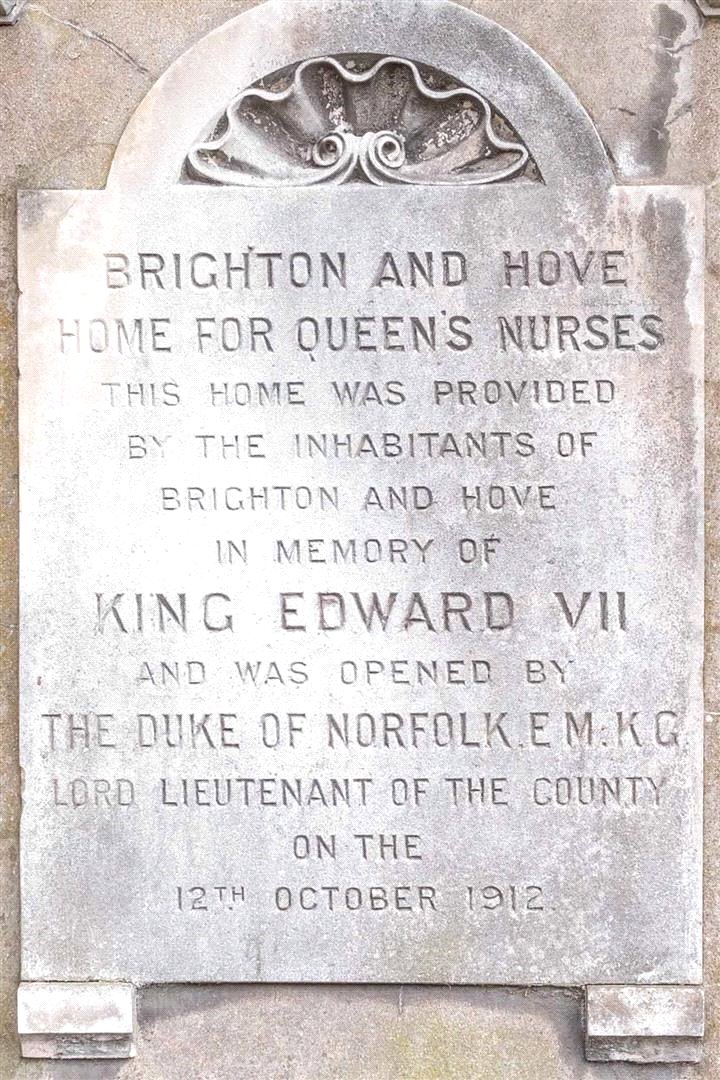 BRIGHTON AND HOVE
HOME FOR QUEEN'S NURSES
THIS HOME WAS PROVIDED
BY THE INHABITANTS OF
BRIGHTON AND HOVE
IN MEMORY OF
KING EDWARD VII
AND WAS OPENED BY
THE DUKE OF NORFOLK. E.M. K.G.
LORD LIEUTENANT OF THE COUNTY
ON THE
12TH OCTOBER 1912.